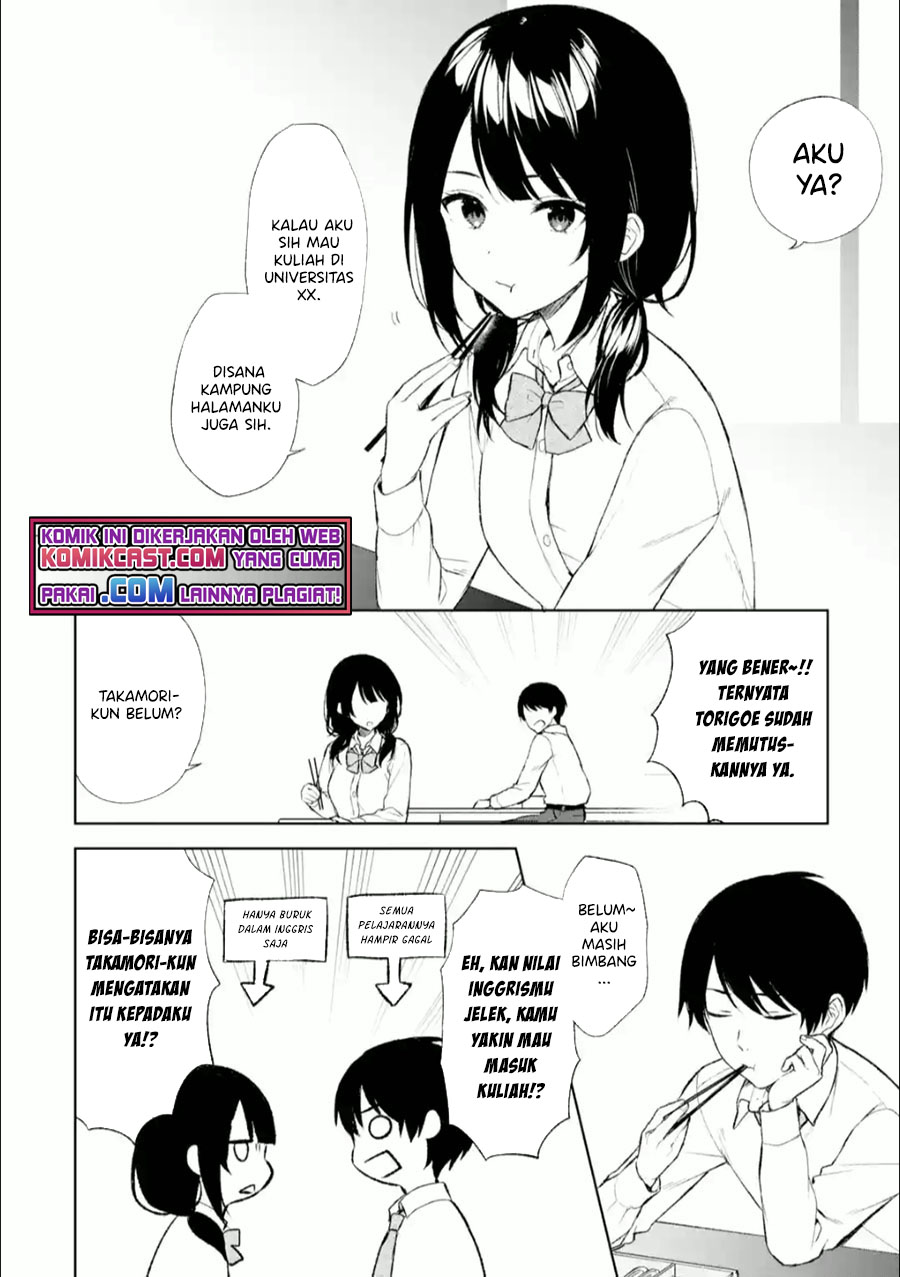 AKU
YA?
KALAU AKU
SIH MAU
KULIAH DI
UNIVERSITAS
XX.
DISANA
KAMPUNG
HALAMANKU
JUGA SIH.
KOMIK INI DIKERJAKAN OLEH WEB
KOMIKCAST.COM YANG CUMA
PAKAI .COM LAINNYA PLAGIAT!
YANG BENER~!!
TERNYATA
TORIGOE SUDAH
MEMUTUS-
KANNYA YA.
TAKAMORI-
KUN BELUM?
BELUM~
AKU
MASIH
BIMBANG
...
EH, KAN NILAI
INGGRISMU
JELEK, KAMU
YAKIN MAU
MASUK
KULIAH!?
SEMUA
PELAJARANNYA
HAMPIR GAGAL
HANYA BURUK
DALAM INGGRIS
SAJA
BISA-BISANYA
TAKAMORI-KUN
MENGATAKAN
ITU KEPADAKU
YA!?